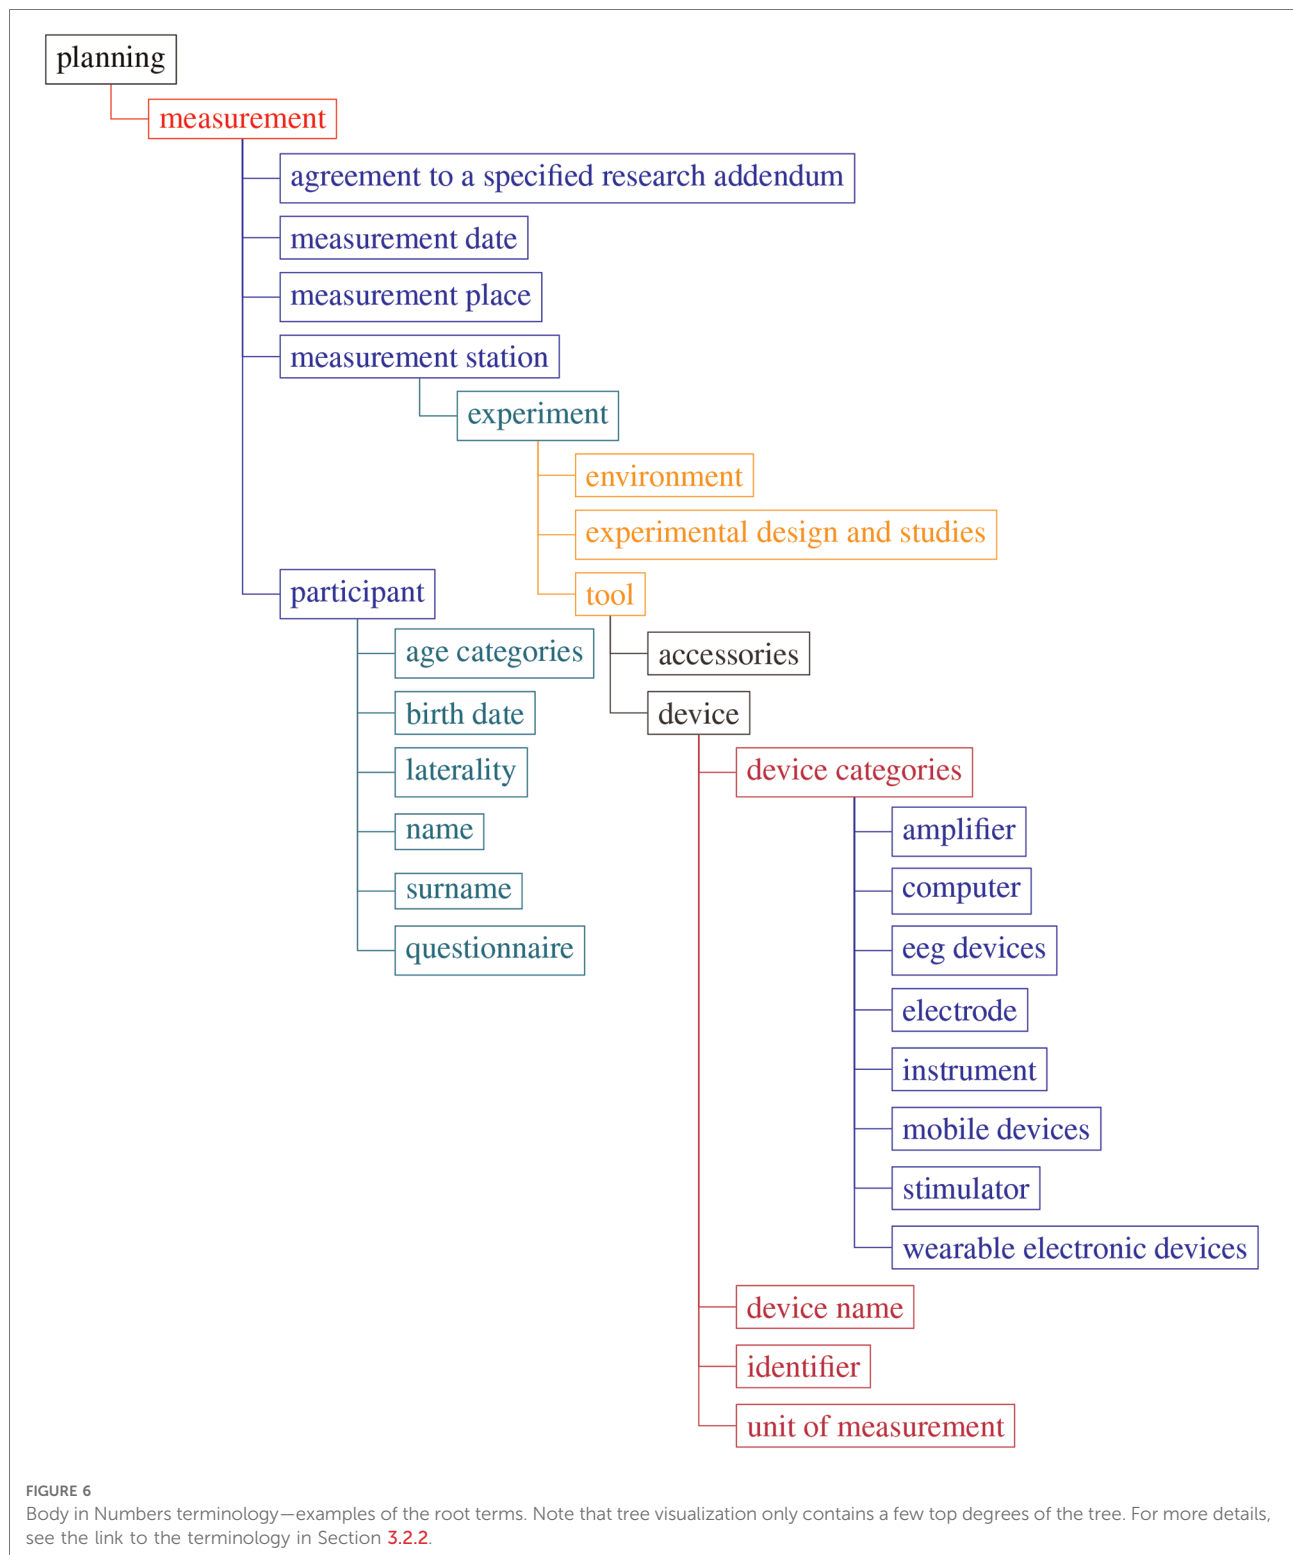 planning
measurement
agreement to a specified research addendum
measurement date
measurement place
measurement station
experiment
environment
experimental design and studies
participant
tool
age categories
accessories
birth date
device
laterality
device categories
name
amplifier
surname
computer
questionnaire
eeg devices
electrode
instrument
mobile devices
stimulator
wearable electronic devices
device name
identifier
unit of measurement
FIGURE 6
Body in Numbers terminology—examples of the root terms. Note that tree visualization only contains a few top degrees of the tree. For more details,
see the link to the terminology in Section 3.2.2.